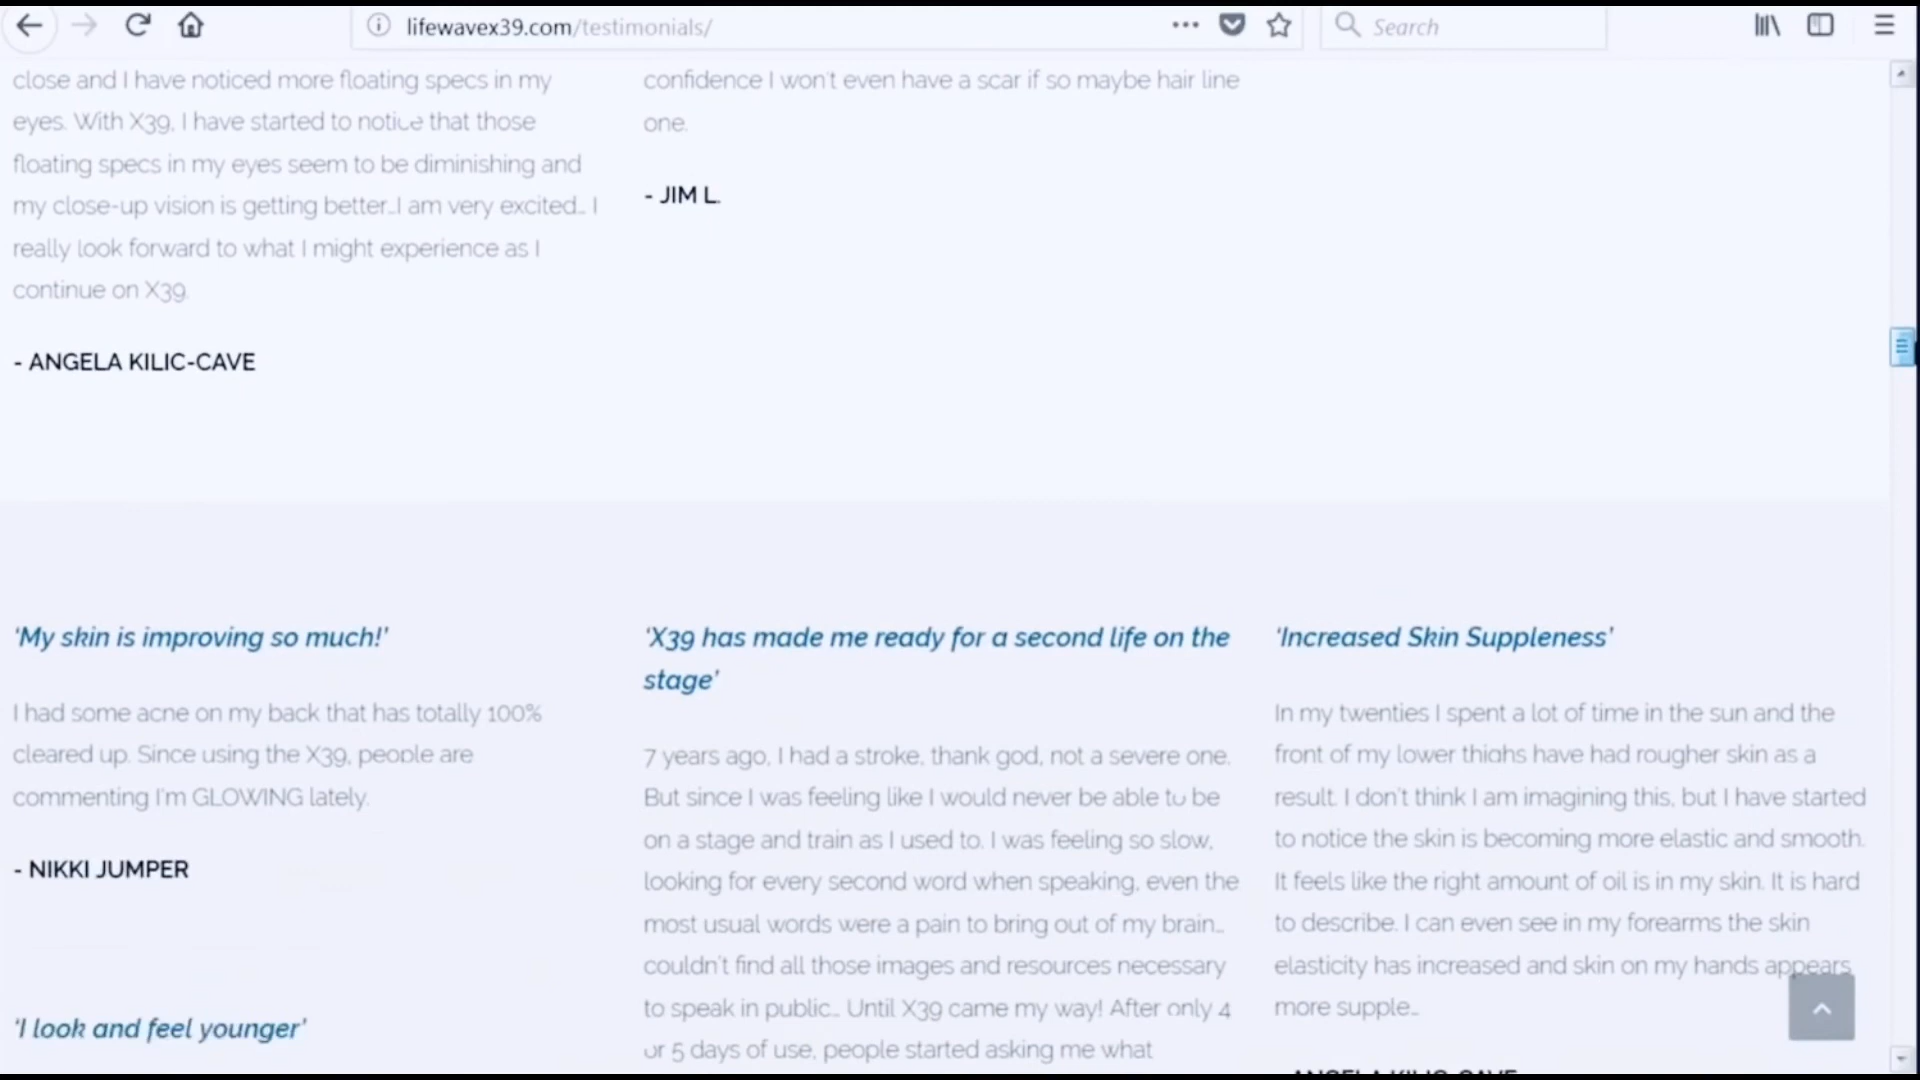 lifewavex39.com/testimonials/
Search
close and I have noticed more floating specs in my
eyes. With X39, I have started to notice that those
floating specs in my eyes seem to be diminishing and
my close-up vision is getting better…I am very excited… I
really look forward to what I might experience as I
continue on X39.
- ANGELA KILIC-CAVE
confidence I won't even have a scar if so maybe hair line
one.
- JIM L.
‘My skin is improving so much!’
I had some acne on my back that has totally 100%
cleared up. Since using the X39, people are
commenting I'm GLOWING lately.
- NIKKI JUMPER
‘I look and feel younger’
‘X39 has made me ready for a second life on the
stage’
7 years ago, I had a stroke, thank god, not a severe one.
But since I was feeling like I would never be able to be
on a stage and train as I used to. I was feeling so slow,
looking for every second word when speaking, even the
most usual words were a pain to bring out of my brain…
couldn't find all those images and resources necessary
to speak in public… Until X39 came my way! After only 4
or 5 days of use, people started asking me what
‘Increased Skin Suppleness’
In my twenties I spent a lot of time in the sun and the
front of my lower thighs have had rougher skin as a
result. I don't think I am imagining this, but I have started
to notice the skin is becoming more elastic and smooth.
It feels like the right amount of oil is in my skin. It is hard
to describe. I can even see in my forearms the skin
elasticity has increased and skin on my hands appears
more supple…
ANGELA KILIC-CAVE